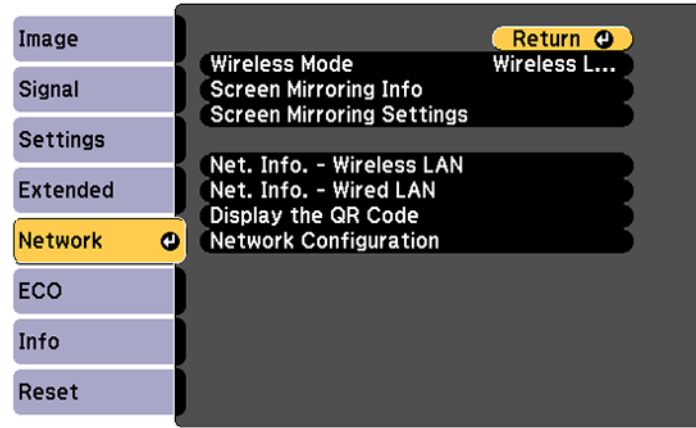 Image
Signal
Settings
Extended
Network
ECO
Info
Reset
Return
Wireless Mode Wireless L...
Screen Mirroring Info
Screen Mirroring Settings
Net. Info. - Wireless LAN
Net. Info. - Wired LAN
Display the QR Code
Network Configuration